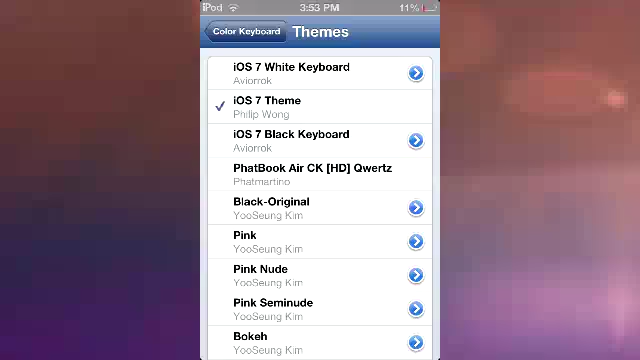 iPod 3:53 PM 11%
Color Keyboard Themes
iOS 7 White Keyboard
Aviorrok
iOS 7 Theme
Philip Wong
iOS 7 Black Keyboard
Aviorrok
PhatBook Air CK [HD] Qwertz
Phatmartino
Black-Original
YooSeung Kim
Pink
YooSeung Kim
Pink Nude
YooSeung Kim
Pink Seminude
YooSeung Kim
Bokeh
YooSeung Kim